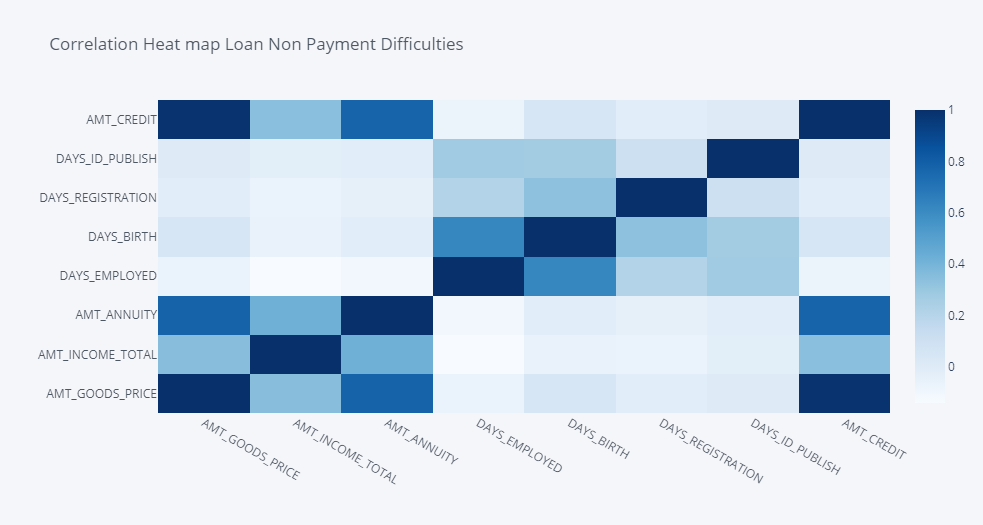 Correlation Heat map Loan Non Payment Difficulties
AMT_CREDIT
DAYS_ID_PUBLISH
DAYS_REGISTRATION
DAYS_BIRTH
DAYS_EMPLOYED
AMT_ANNUITY
AMT_INCOME_TOTAL
AMT_GOODS_PRICE
AMT_GOODS_PRICE
AMT_INCOME_TOTAL
AMT_ANNUITY
DAYS_EMPLOYED
DAYS_BIRTH
DAYS_REGISTRATION
DAYS_ID_PUBLISH
AMT_CREDIT
1
0.8
0.6
0.4
0.2
0